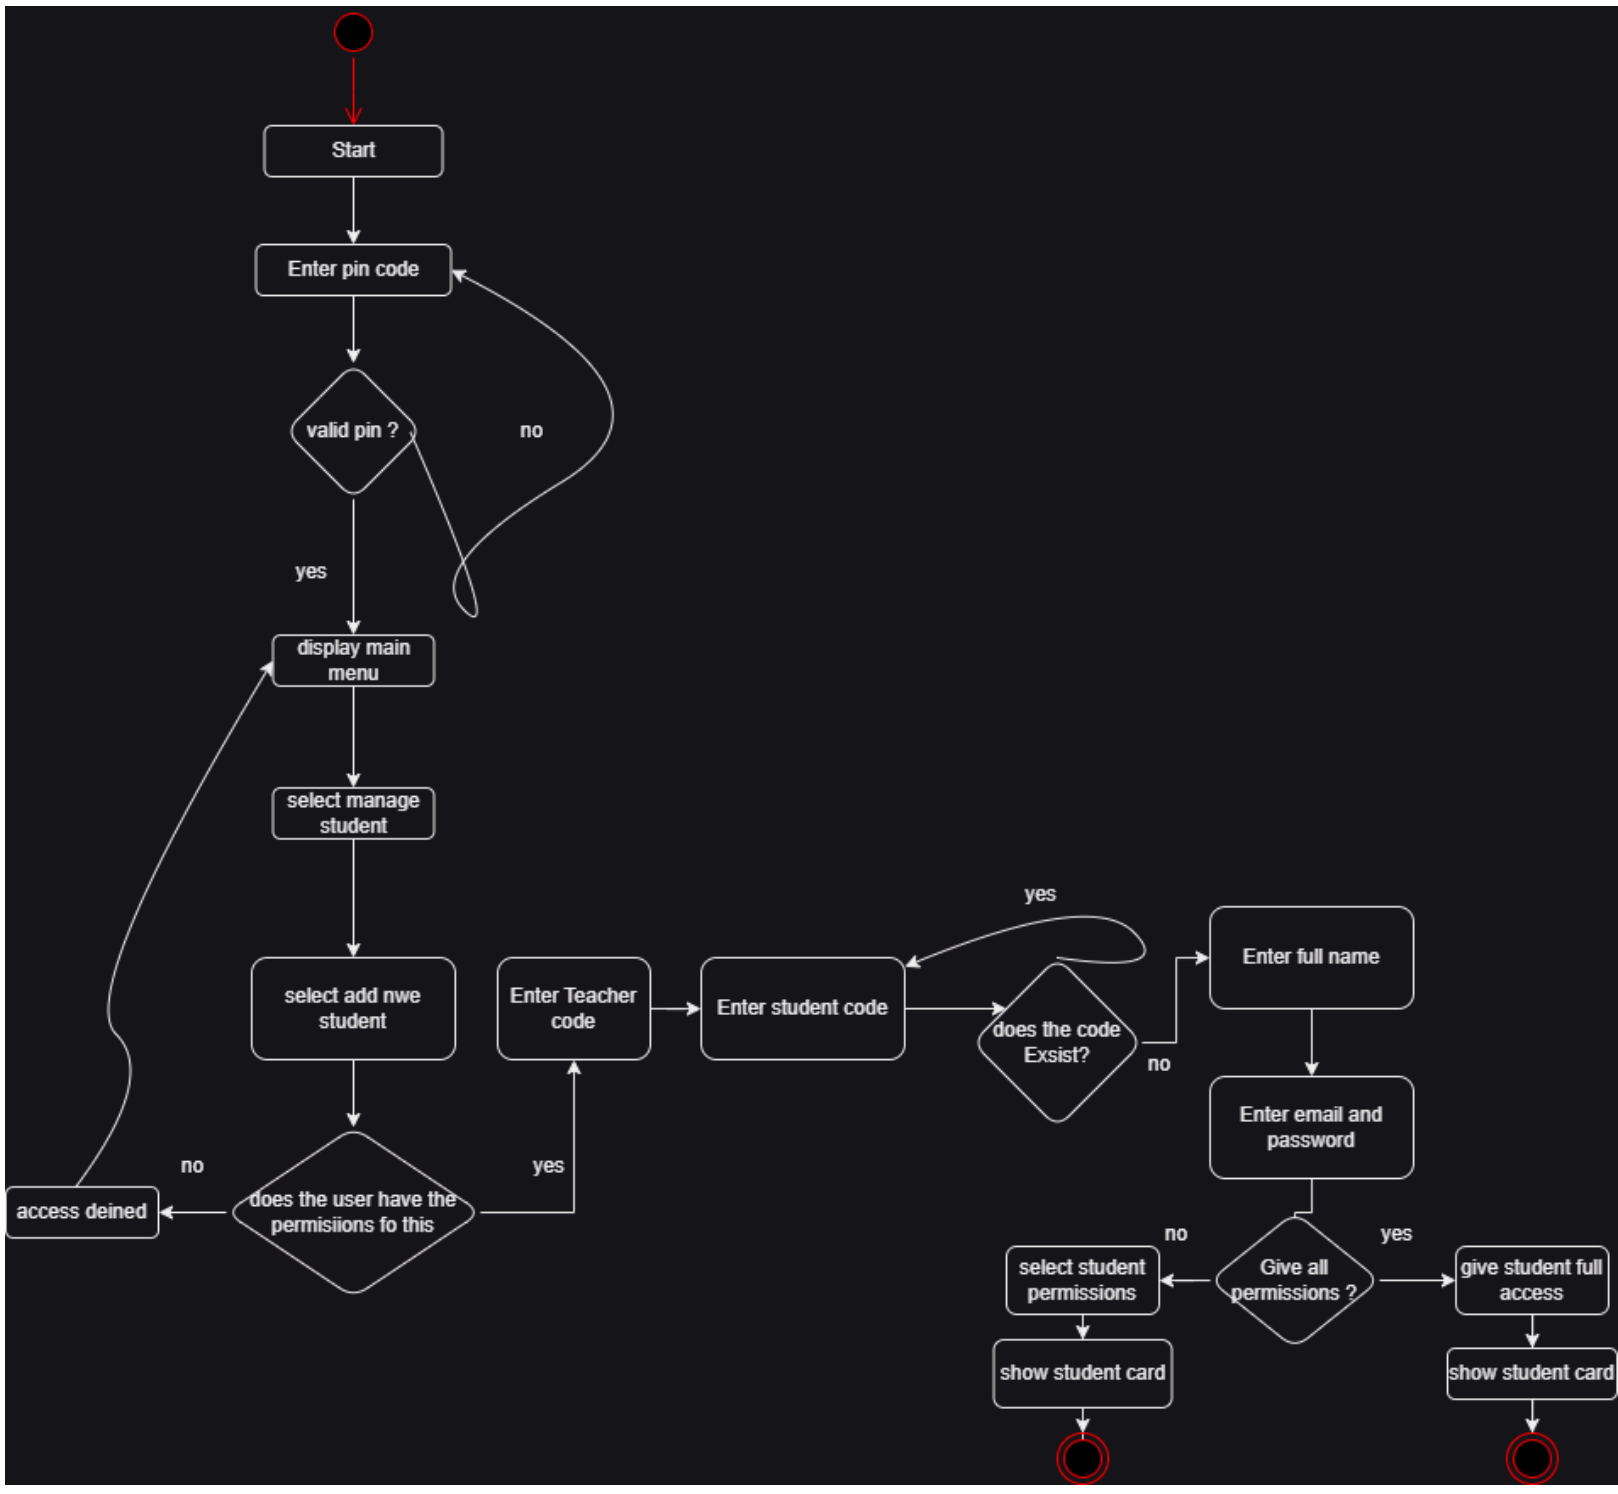 Start
Enter pin code
valid pin ?
no
yes
display main
menu
select manage
student
select add nwe
student
does the user have the
permisiions fo this
no
access deined
yes
Enter Teacher
code
Enter student code
yes
does the code
Exsist?
no
Enter full name
Enter email and
password
Give all
permissions ?
no
select student
permissions
show student card
yes
give student full
access
show student card